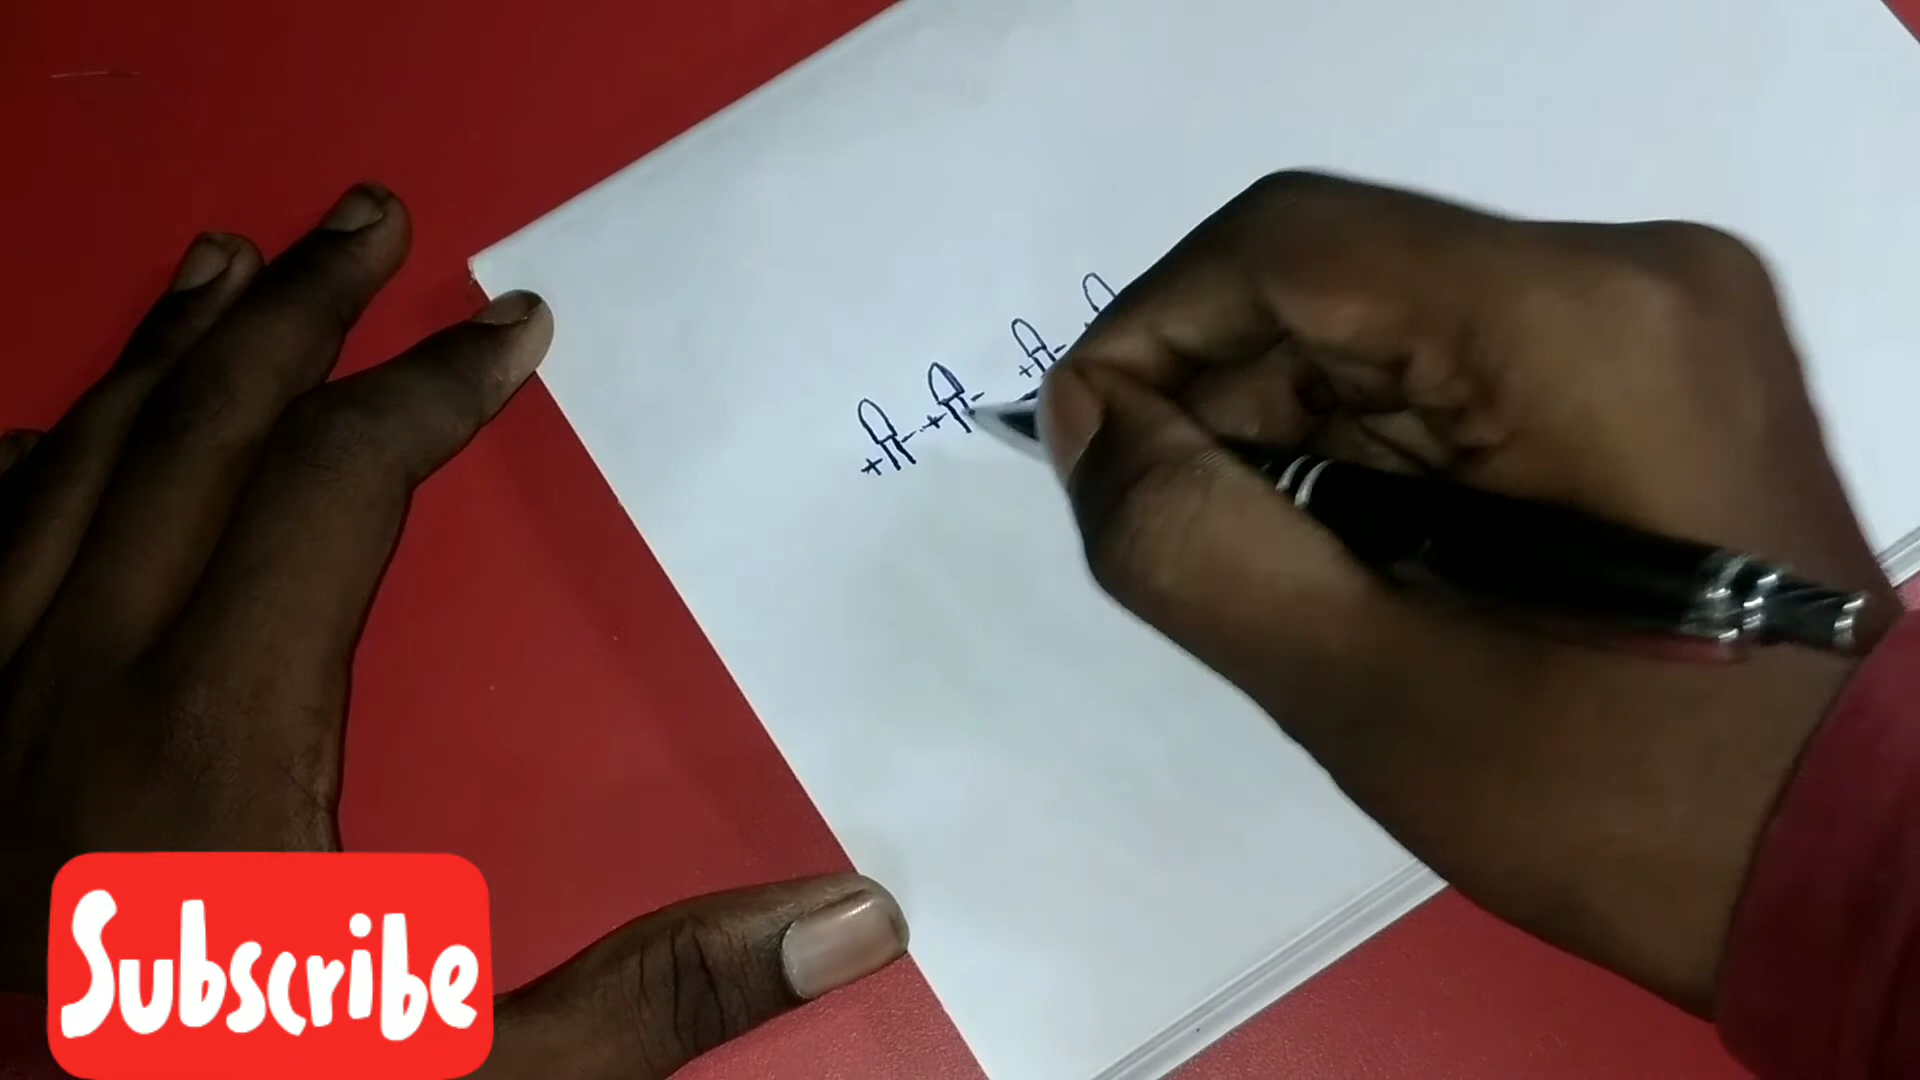 + - + - + -
Subscribe